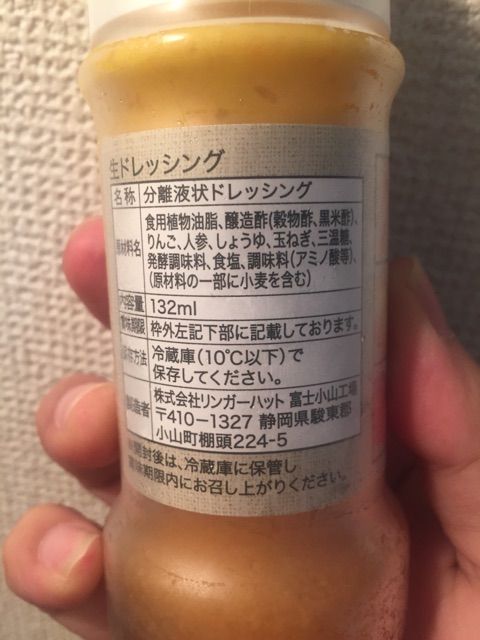 生ドレッシング
名称 分離液状ドレッシング
原材料名 食用植物油脂、醸造酢(穀物酢、黒米酢)、
りんご、人参、しょうゆ、玉ねぎ、三温糖、
発酵調味料、食塩、調味料(アミノ酸等)、
(原材料の一部に小麦を含む)
内容量 132ml
賞味期限 枠外左記下部に記載しております。
保存方法 冷蔵庫(10℃以下)で
保存してください。
製造者 株式会社リンガーハット 富士小山工場
〒410-1327 静岡県駿東郡
小山町棚頭224-5
開封後は、冷蔵庫に保管し
賞味期限内にお召し上がりください。